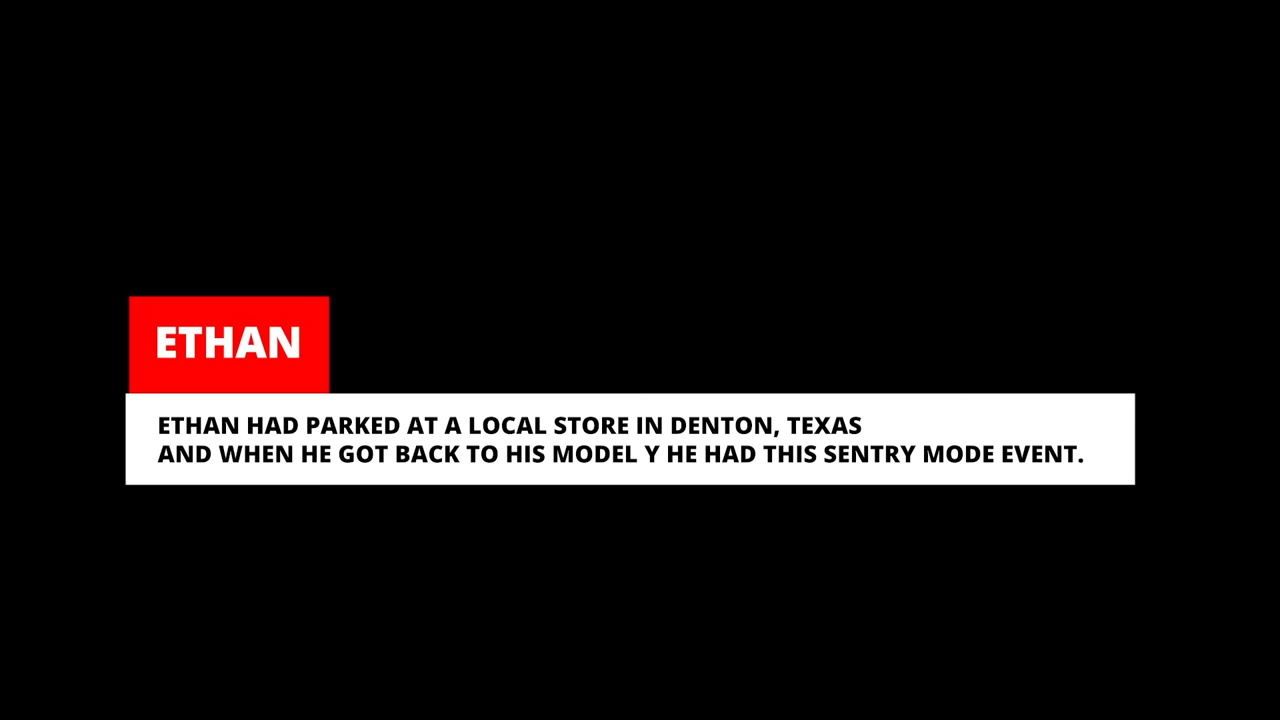 ETHAN
ETHAN HAD PARKED AT A LOCAL STORE IN DENTON, TEXAS
AND WHEN HE GOT BACK TO HIS MODEL Y HE HAD THIS SENTRY MODE EVENT.